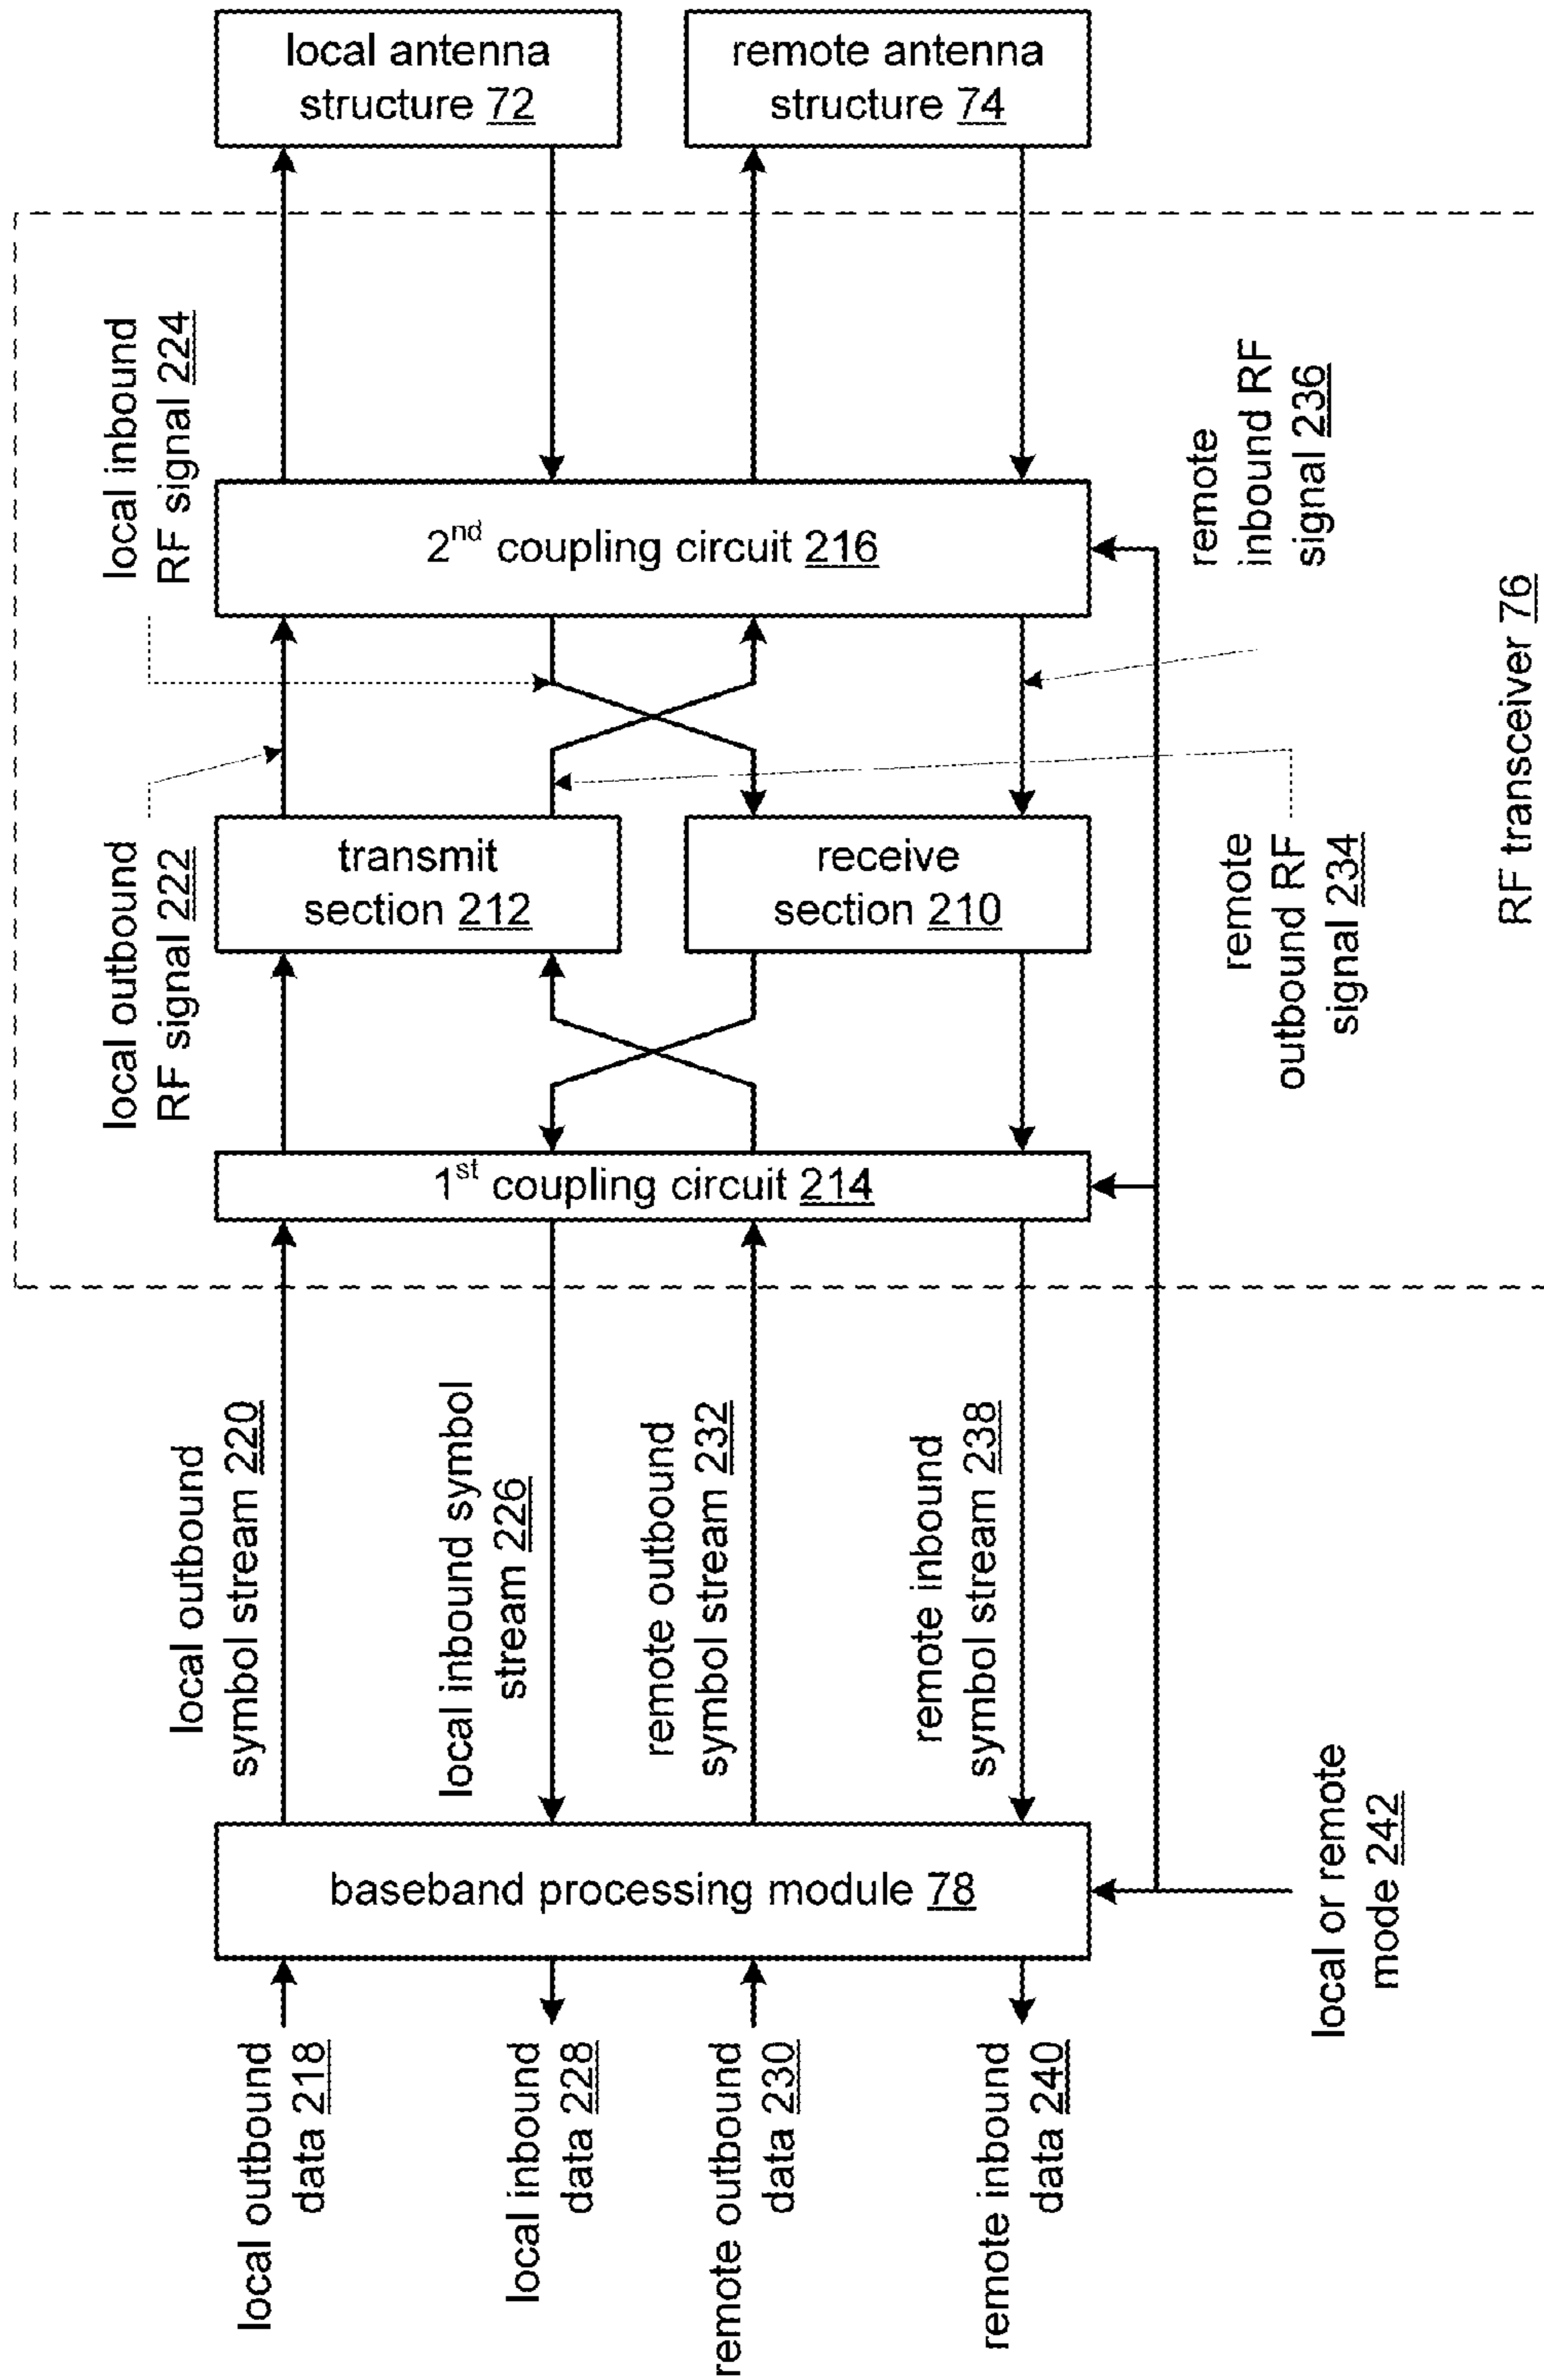 local antenna
structure 72
remote antenna
structure 74
local inbound
RF signal 224
2nd coupling circuit 216
remote
inbound RF
signal 236
local outbound
RF signal 222
transmit
section 212
receive
section 210
remote
outbound RF
signal 234
RF transceiver 76
1st coupling circuit 214
local outbound
symbol stream 220
local inbound symbol
stream 226
remote outbound
symbol stream 232
remote inbound
symbol stream 238
baseband processing module 78
local or remote
mode 242
local outbound
data 218
local inbound
data 228
remote outbound
data 230
remote inbound
data 240